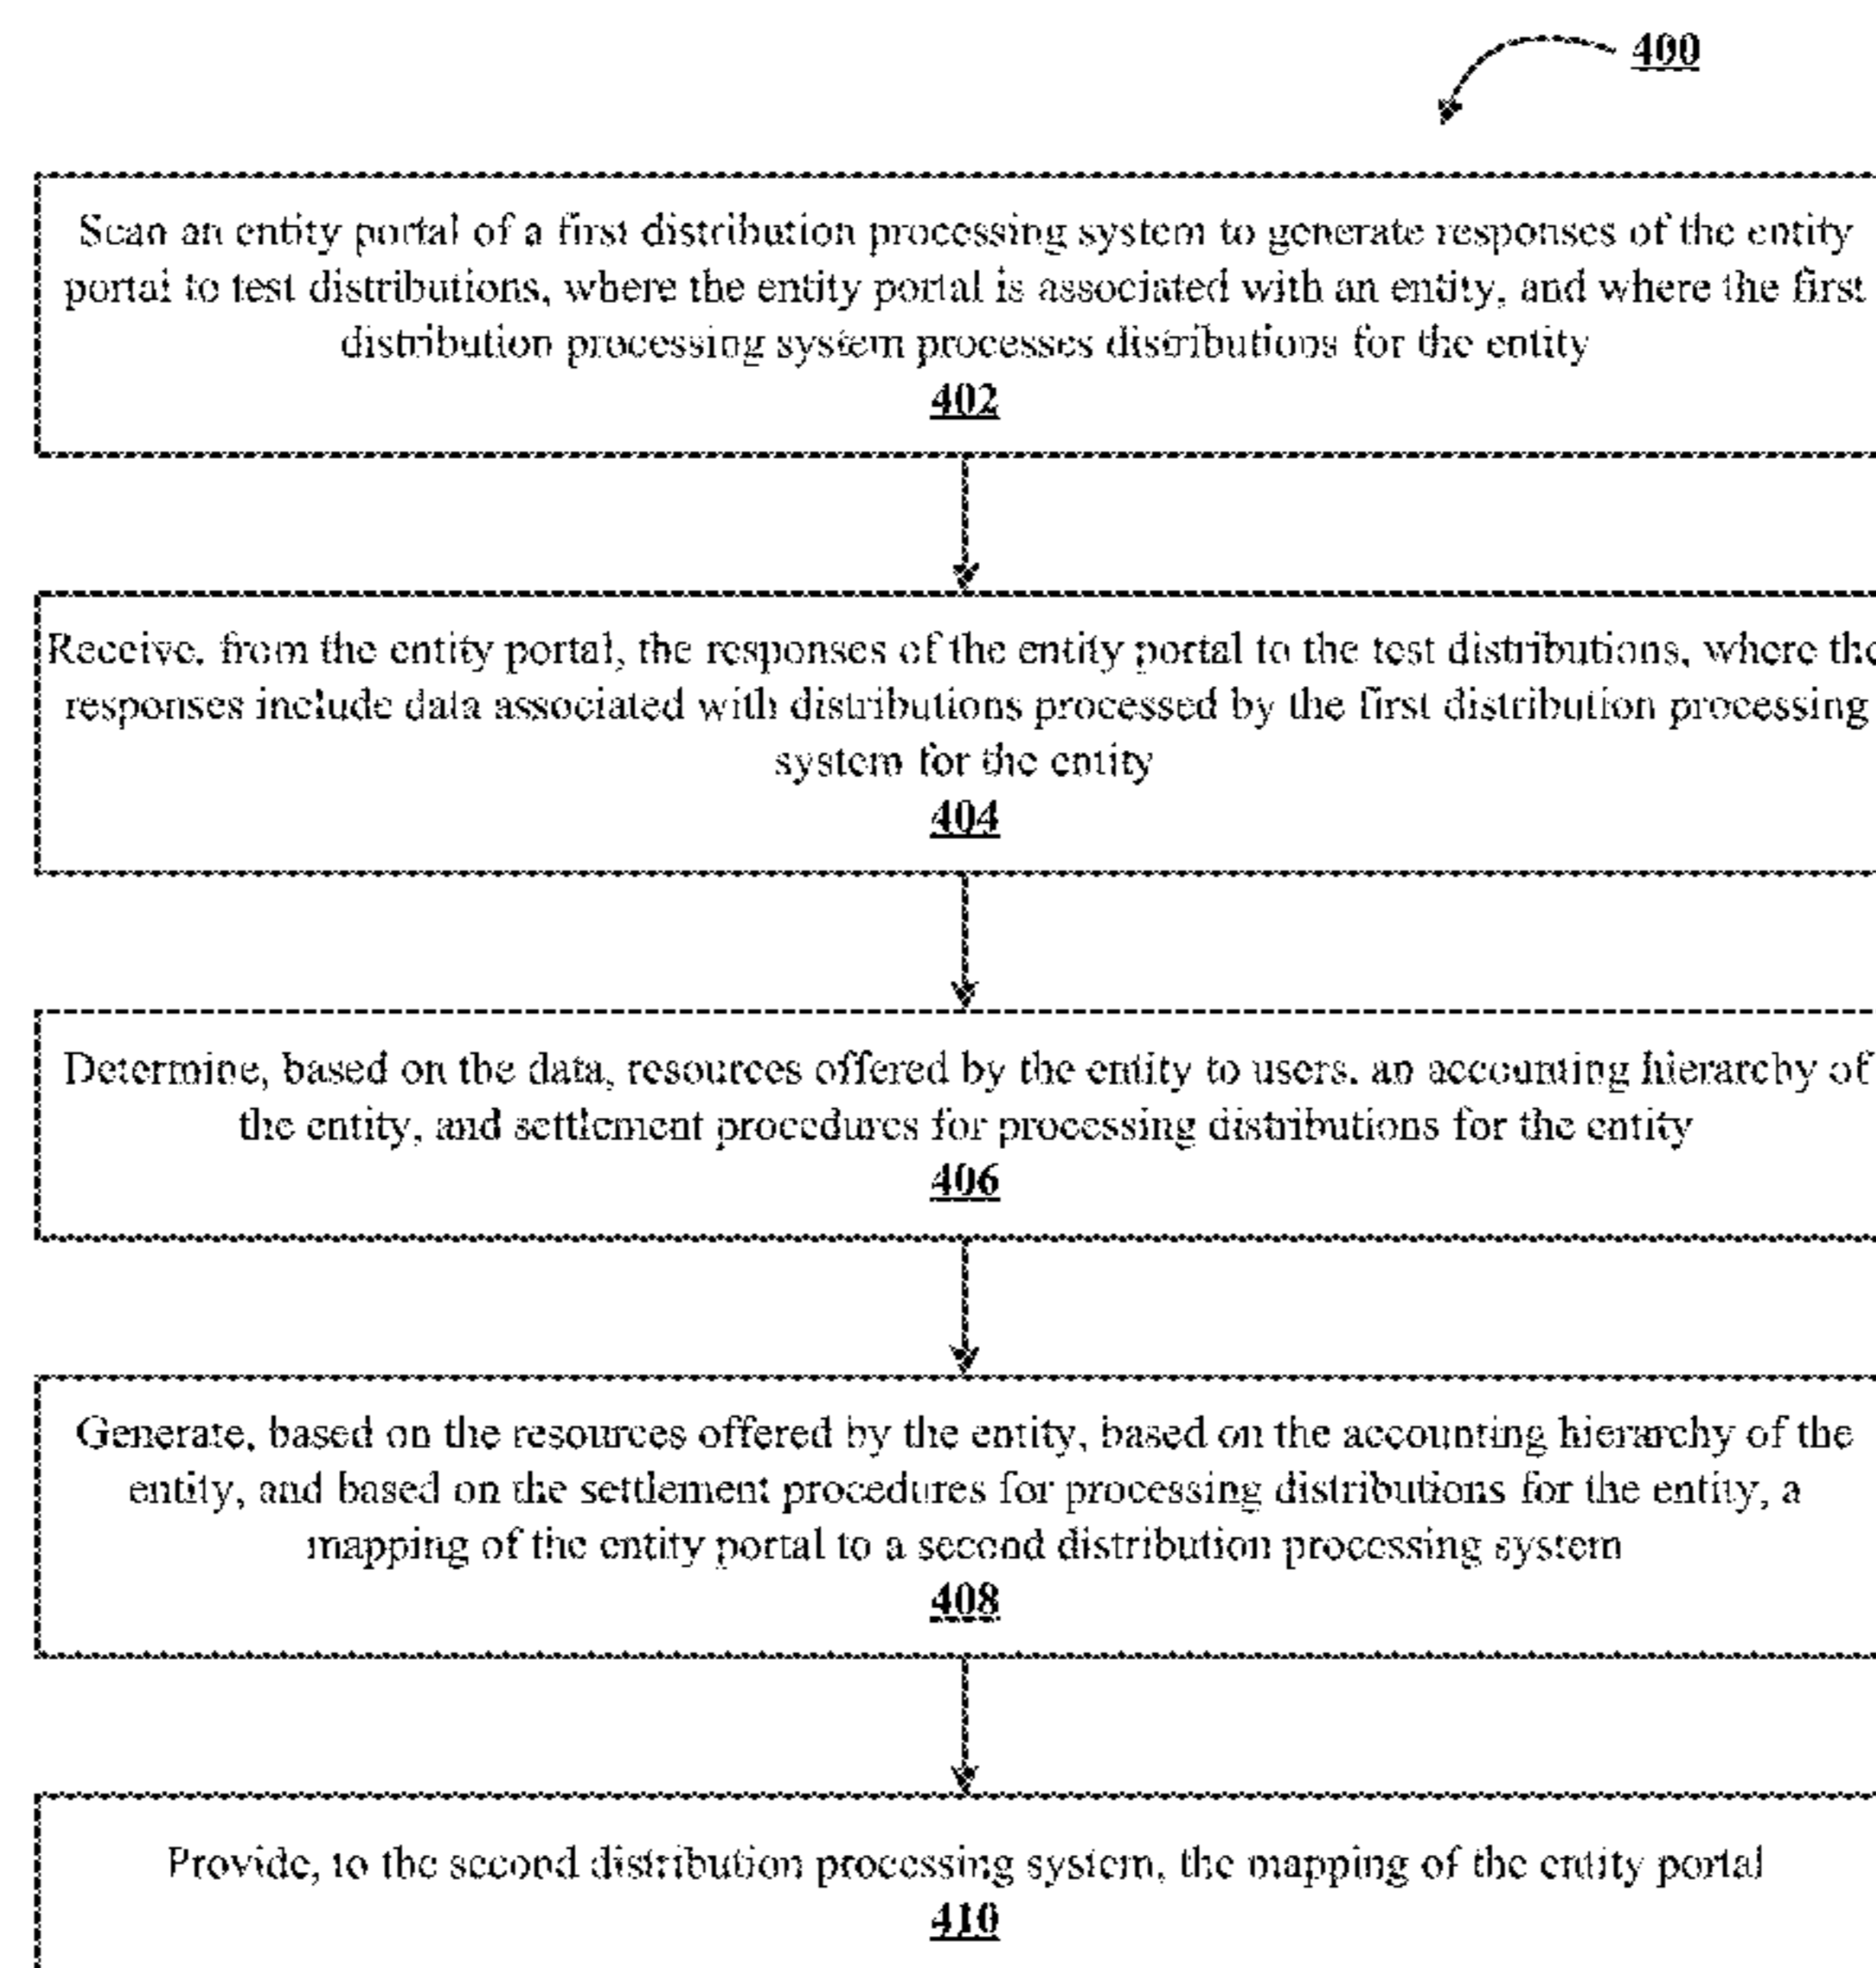 400
Scan an entity portal of a first distribution processing system to generate responses of the entity
portal to test distributions, where the entity portal is associated with an entity, and where the first
distribution processing system processes distributions for the entity
402
Receive, from the entity portal, the responses of the entity portal to the test distributions, where the
responses include data associated with distributions processed by the first distribution processing
system for the entity
404
Determine, based on the data, resources offered by the entity to users, an accounting hierarchy of
the entity, and settlement procedures for processing distributions for the entity
406
Generate, based on the resources offered by the entity, based on the accounting hierarchy of the
entity, and based on the settlement procedures for processing distributions for the entity, a
mapping of the entity portal to a second distribution processing system
408
Provide, to the second distribution processing system, the mapping of the entity portal
410